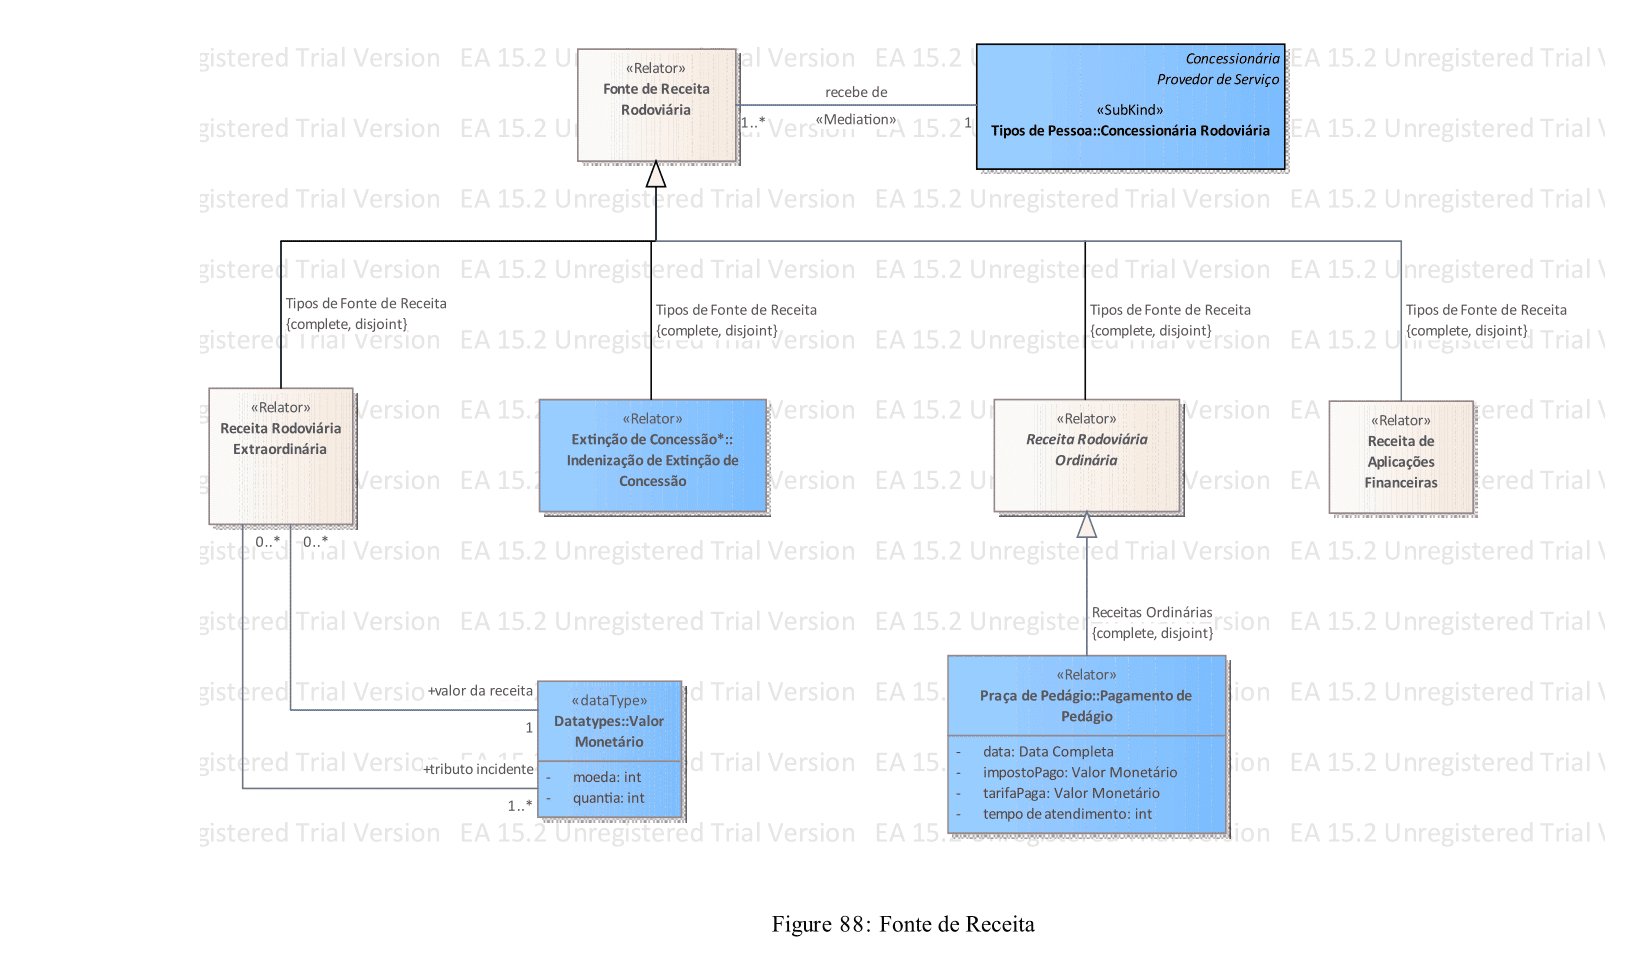 «Relator»
Fonte de Receita
Rodoviária
recebe de
«Mediation»
1..*
1
Concessionária
Provedor de Serviço
«SubKind»
Tipos de Pessoa::Concessionária Rodoviária
Tipos de Fonte de Receita
{complete, disjoint}
Tipos de Fonte de Receita
{complete, disjoint}
Tipos de Fonte de Receita
{complete, disjoint}
Tipos de Fonte de Receita
{complete, disjoint}
«Relator»
Receita Rodoviária
Extraordinária
«Relator»
Extinção de Concessão*::
Indenização de Extinção de
Concessão
«Relator»
Receita Rodoviária
Ordinária
«Relator»
Receita de
Aplicações
Financeiras
0..*
0..*
+valor da receita
1
+tributo incidente
1..*
«dataType»
Datatypes::Valor
Monetário
- moeda: int
- quantia: int
Receitas Ordinárias
{complete, disjoint}
«Relator»
Praça de Pedágio::Pagamento de
Pedágio
- data: Data Completa
- impostoPago: Valor Monetário
- tarifaPaga: Valor Monetário
- tempo de atendimento: int
EA 15.2 Unregistered Trial Version
Figure 88: Fonte de Receita